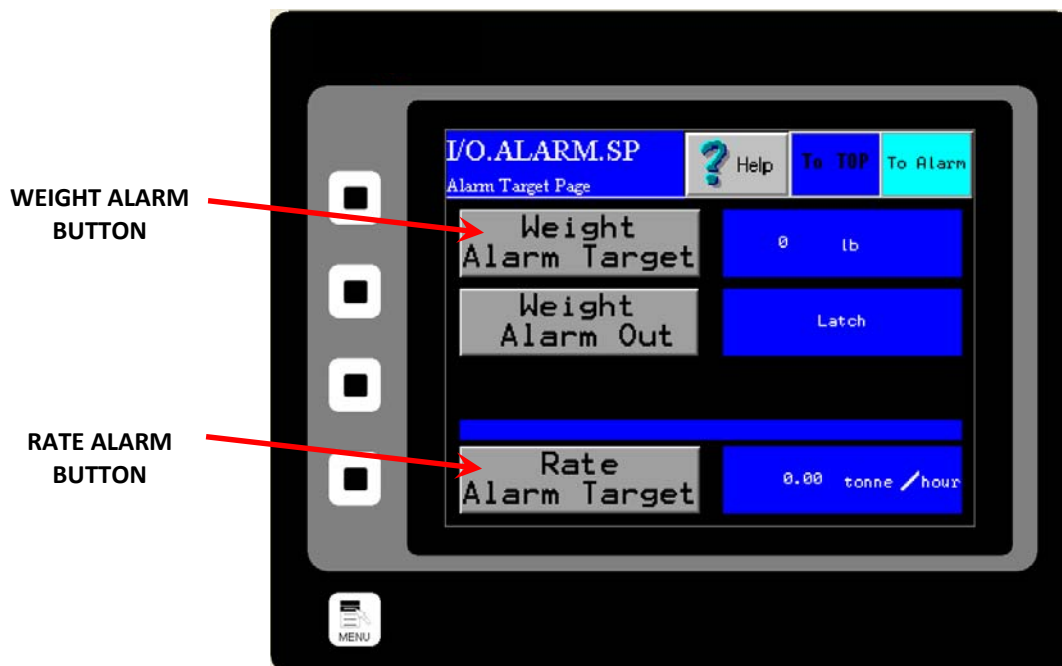 I/O.ALARM.SP
Alarm Target Page
Help
To TOP
To Alarm
WEIGHT ALARM
BUTTON
Weight
Alarm Target
0 lb
Weight
Alarm Out
Latch
RATE ALARM
BUTTON
Rate
Alarm Target
0.00 tonne/hour
MENU